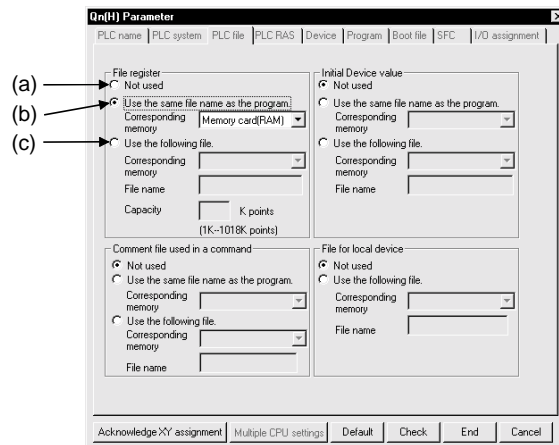 Qn(H) Parameter
PLC name PLC system PLC file PLC RAS Device Program Boot file SFC I/O assignment
File register
(a) Not used
(b) Use the same file name as the program.
Corresponding memory Memory card(RAM)
(c) Use the following file.
Corresponding memory
File name
Capacity K points
(1K--1018K points)
Initial Device value
Not used
Use the same file name as the program.
Corresponding memory
Use the following file.
Corresponding memory
File name
Comment file used in a command
Not used
Use the same file name as the program.
Corresponding memory
Use the following file.
Corresponding memory
File name
File for local device
Not used
Use the following file.
Corresponding memory
File name
Acknowledge XY assignment Multiple CPU settings Default Check End Cancel